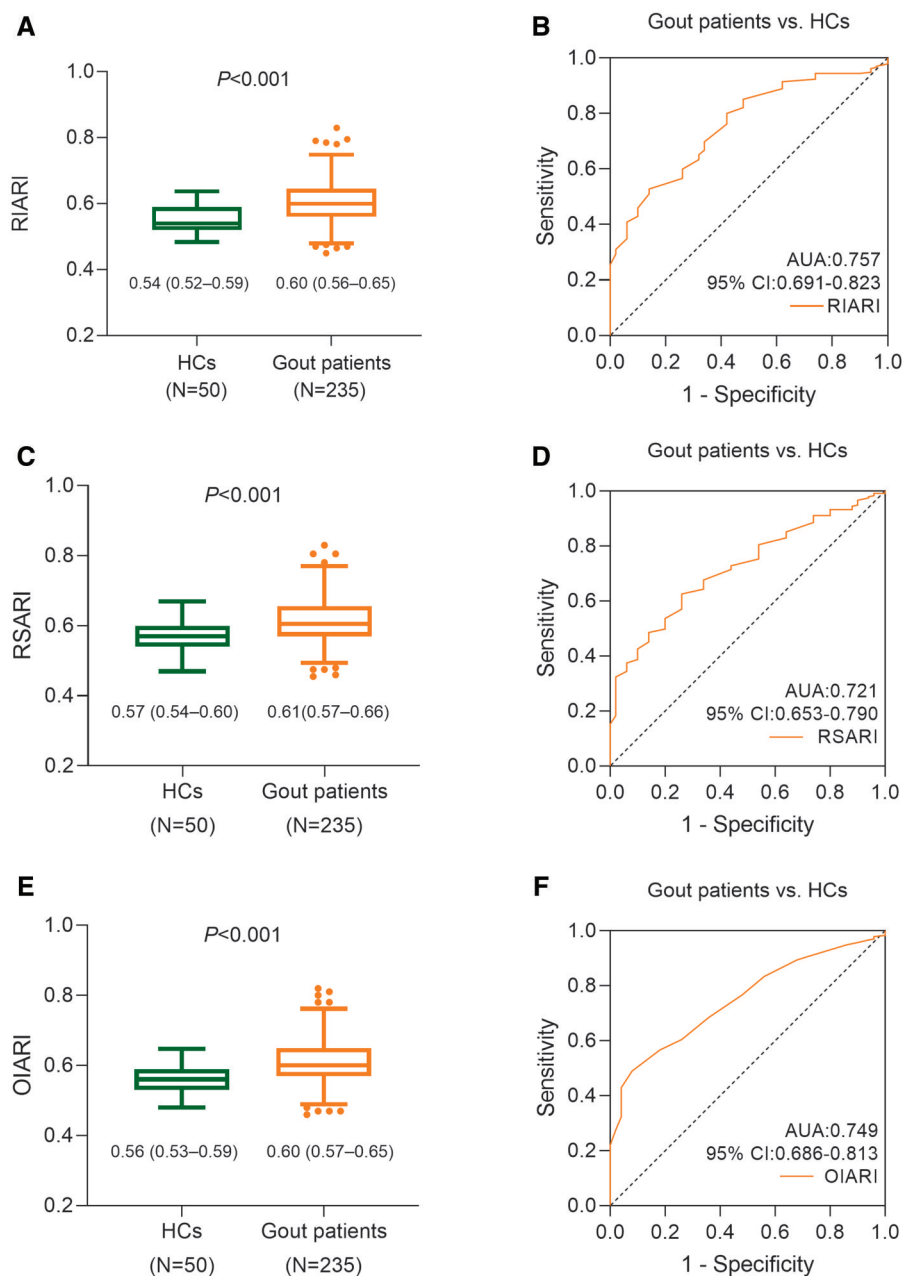 A
P<0.001
RIARI
1.0
0.8
0.6
0.4
0.2
0.54 (0.52–0.59)
0.60 (0.56–0.65)
HCs
(N=50)
Gout patients
(N=235)
B
Gout patients vs. HCs
Sensitivity
1.0
0.8
0.6
0.4
0.2
0.0
AUA:0.757
95% CI:0.691-0.823
RIARI
0.0 0.2 0.4 0.6 0.8 1.0
1 - Specificity
C
P<0.001
RSARI
1.0
0.8
0.6
0.4
0.2
0.57 (0.54–0.60)
0.61(0.57–0.66)
HCs
(N=50)
Gout patients
(N=235)
D
Gout patients vs. HCs
Sensitivity
1.0
0.8
0.6
0.4
0.2
0.0
AUA:0.721
95% CI:0.653-0.790
RSARI
0.0 0.2 0.4 0.6 0.8 1.0
1 - Specificity
E
P<0.001
OIARI
1.0
0.8
0.6
0.4
0.2
0.56 (0.53–0.59)
0.60 (0.57–0.65)
HCs
(N=50)
Gout patients
(N=235)
F
Gout patients vs. HCs
Sensitivity
1.0
0.8
0.6
0.4
0.2
0.0
AUA:0.749
95% CI:0.686-0.813
OIARI
0.0 0.2 0.4 0.6 0.8 1.0
1 - Specificity